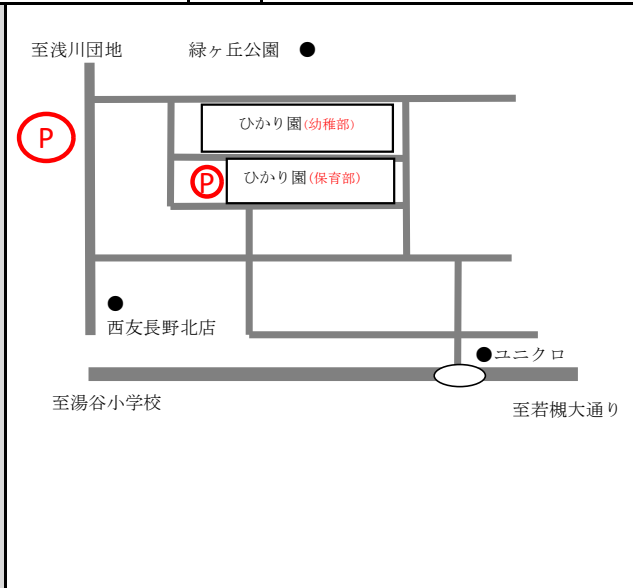 至浅川団地
緑ヶ丘公園 ●
ひかり園(幼稚部)
P
P
ひかり園(保育部)
●
西友長野北店
●ユニクロ
至湯谷小学校
至若槻大通り